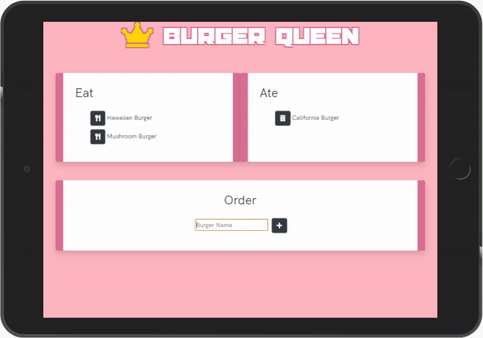 BURGER QUEEN
Eat
Hawaiian Burger
Mushroom Burger
Ate
California Burger
Order
Burger Name